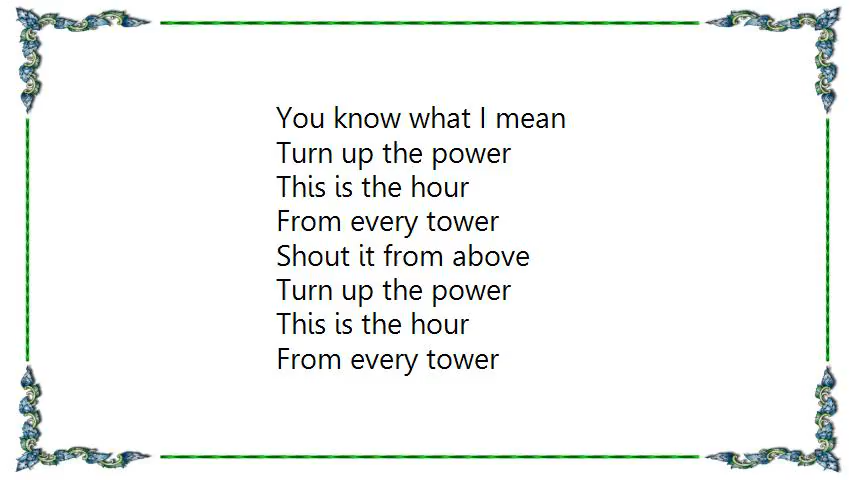 You know what I mean
Turn up the power
This is the hour
From every tower
Shout it from above
Turn up the power
This is the hour
From every tower